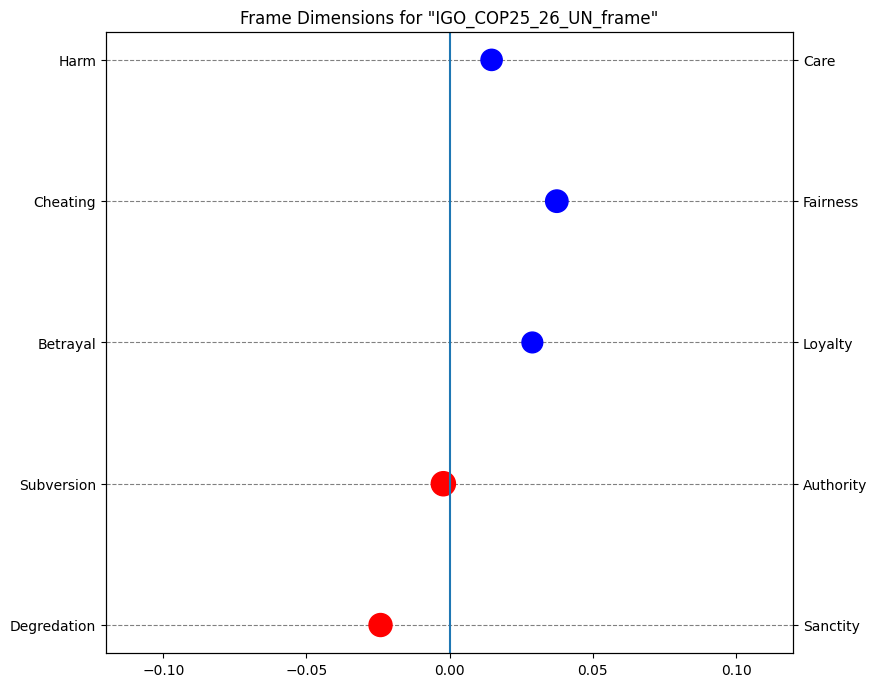 Frame Dimensions for "IGO_COP25_26_UN_frame"
Harm Care
Cheating Fairness
Betrayal Loyalty
Subversion Authority
Degredation Sanctity
−0.10 −0.05 0.00 0.05 0.10